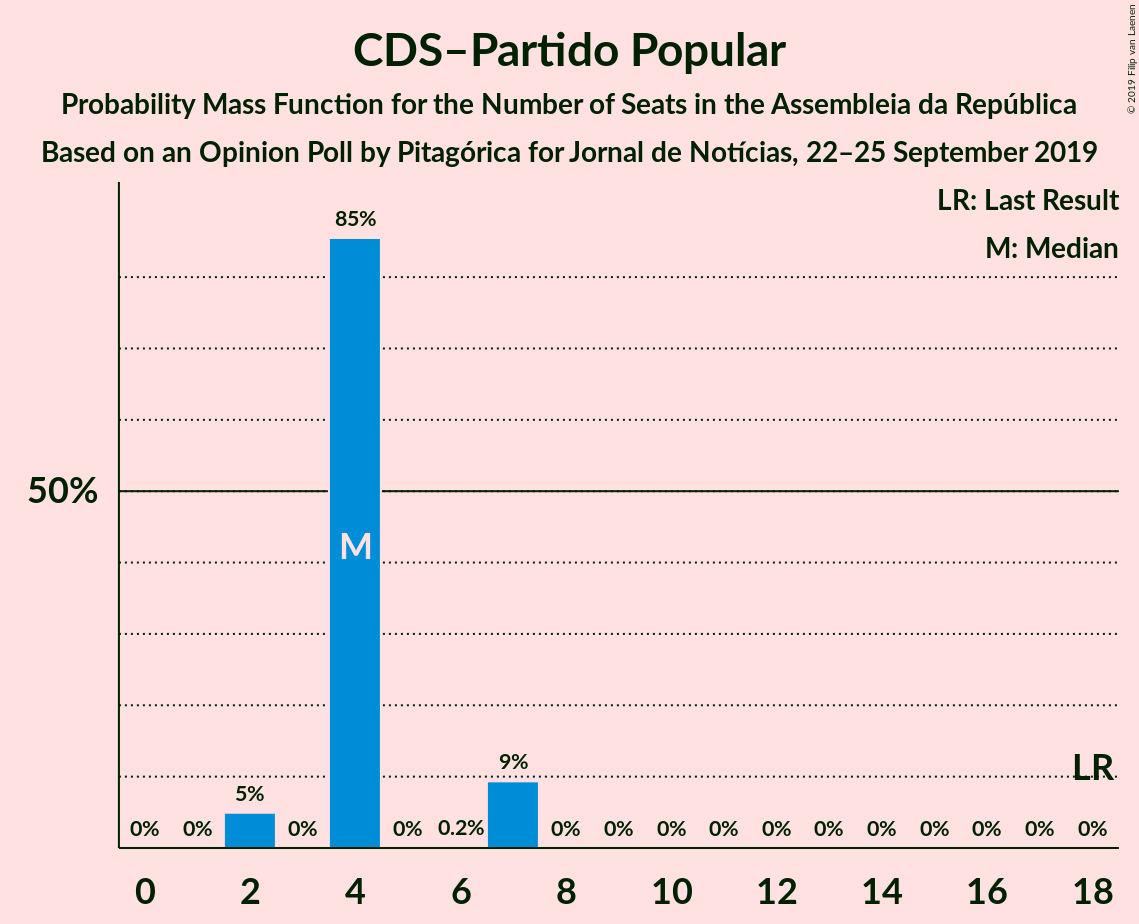 CDS–Partido Popular
Probability Mass Function for the Number of Seats in the Assembleia da República
Based on an Opinion Poll by Pitagórica for Jornal de Notícias, 22–25 September 2019
© 2019 Filip van Laenen
LR: Last Result
M: Median
85%
50%
M
LR
9%
5%
0% 0% 0% 0% 0.2% 0% 0% 0% 0% 0% 0% 0% 0% 0% 0% 0%
0 2 4 6 8 10 12 14 16 18